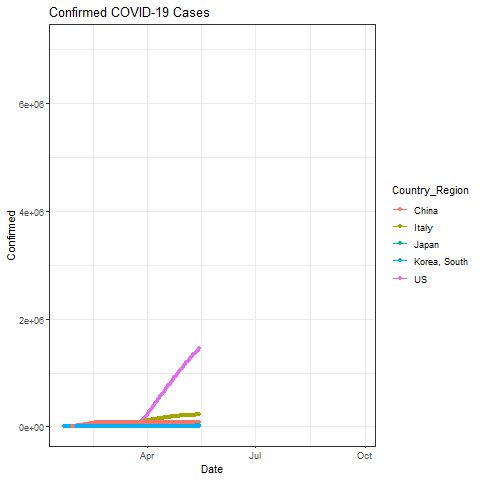 Confirmed COVID-19 Cases
Confirmed
6e+06
4e+06
2e+06
0e+00
Apr
Jul
Oct
Date
Country_Region
China
Italy
Japan
Korea, South
US